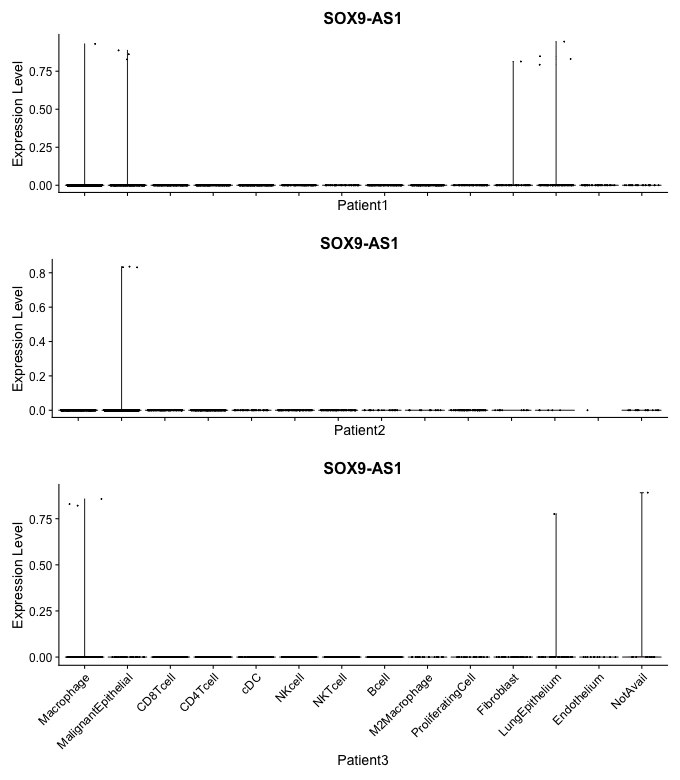 SOX9-AS1
Expression Level
0.75
0.50
0.25
0.00
Patient1
SOX9-AS1
Expression Level
0.8
0.6
0.4
0.2
0.0
Patient2
SOX9-AS1
Expression Level
0.75
0.50
0.25
0.00
Macrophage
MalignantEpithelial
CD8Tcell
CD4Tcell
cDC
NKcell
NKTcell
Bcell
M2Macrophage
ProliferatingCell
Fibroblast
LungEpithelium
Endothelium
NotAvail
Patient3